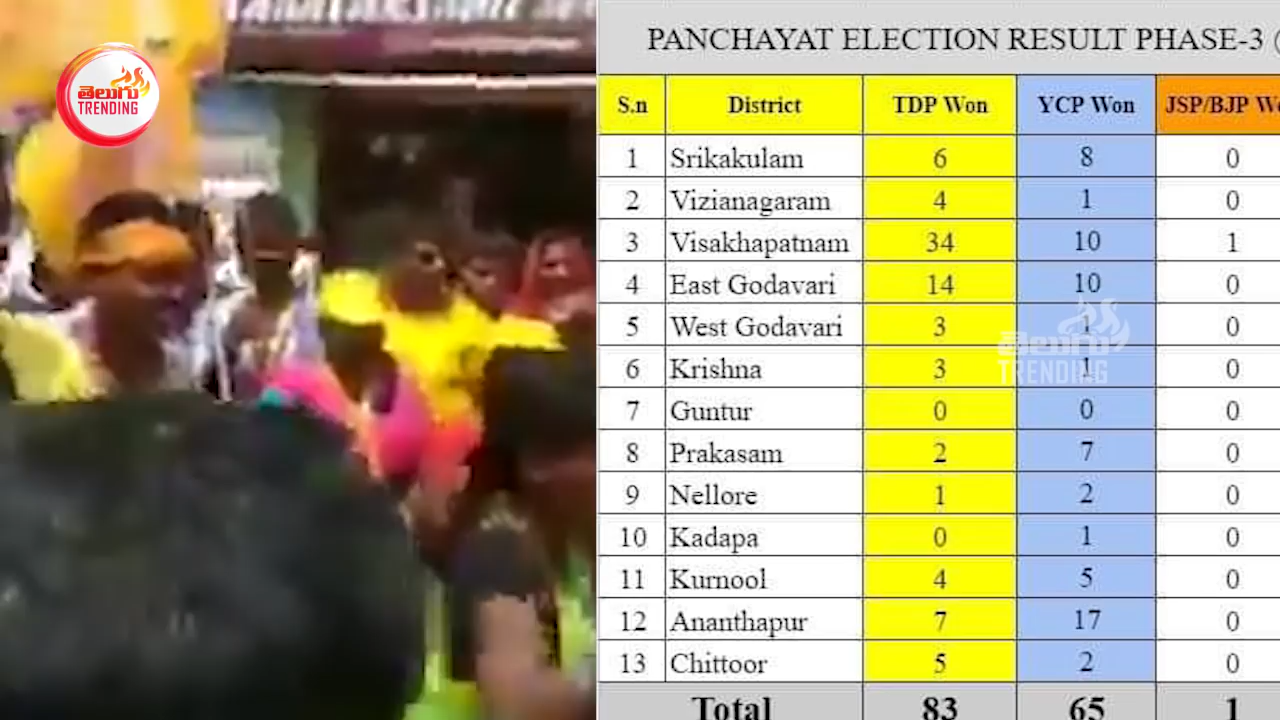 తెలుగు
TRENDING
PANCHAYAT ELECTION RESULT PHASE-3 (
S.n District TDP Won YCP Won JSP/BJP
1 Srikakulam 6 8 0
2 Vizianagaram 4 1 0
3 Visakhapatnam 34 10 1
4 East Godavari 14 10 0
5 West Godavari 3 1 0
6 Krishna 3 1 0
తెలుగు
TRENDING
7 Guntur 0 0 0
8 Prakasam 2 7 0
9 Nellore 1 2 0
10 Kadapa 0 1 0
11 Kurnool 4 5 0
12 Ananthapur 7 17 0
13 Chittoor 5 2 0
Total 83 65 1